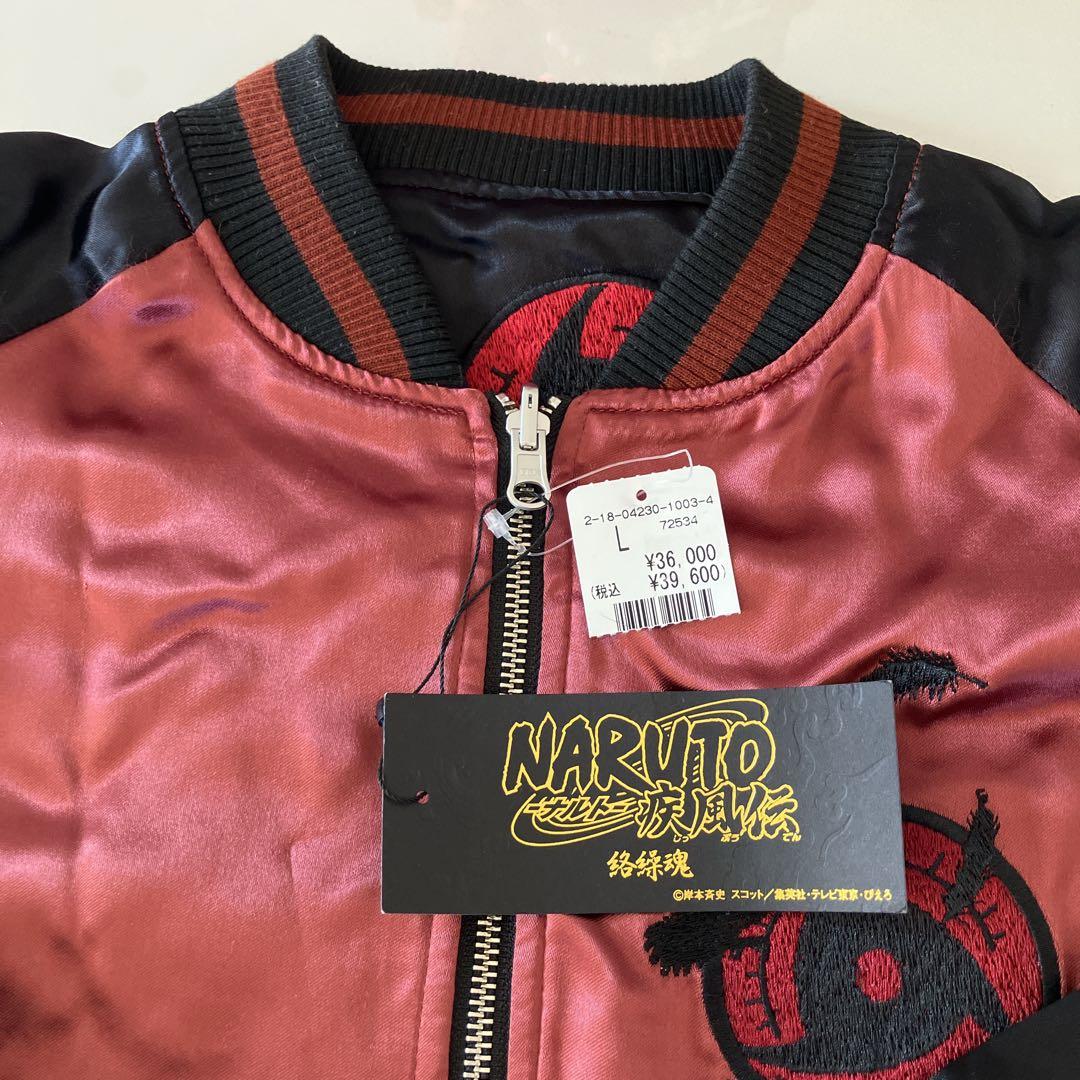 2-18-04230-1003-4
72534
L
¥36,000
(税込 ¥39,600)
NARUTO
-ナルト-
疾風伝
しっぷうでん
絡繰魂
©岸本斉史 スコット/集英社・テレビ東京・ぴえろ